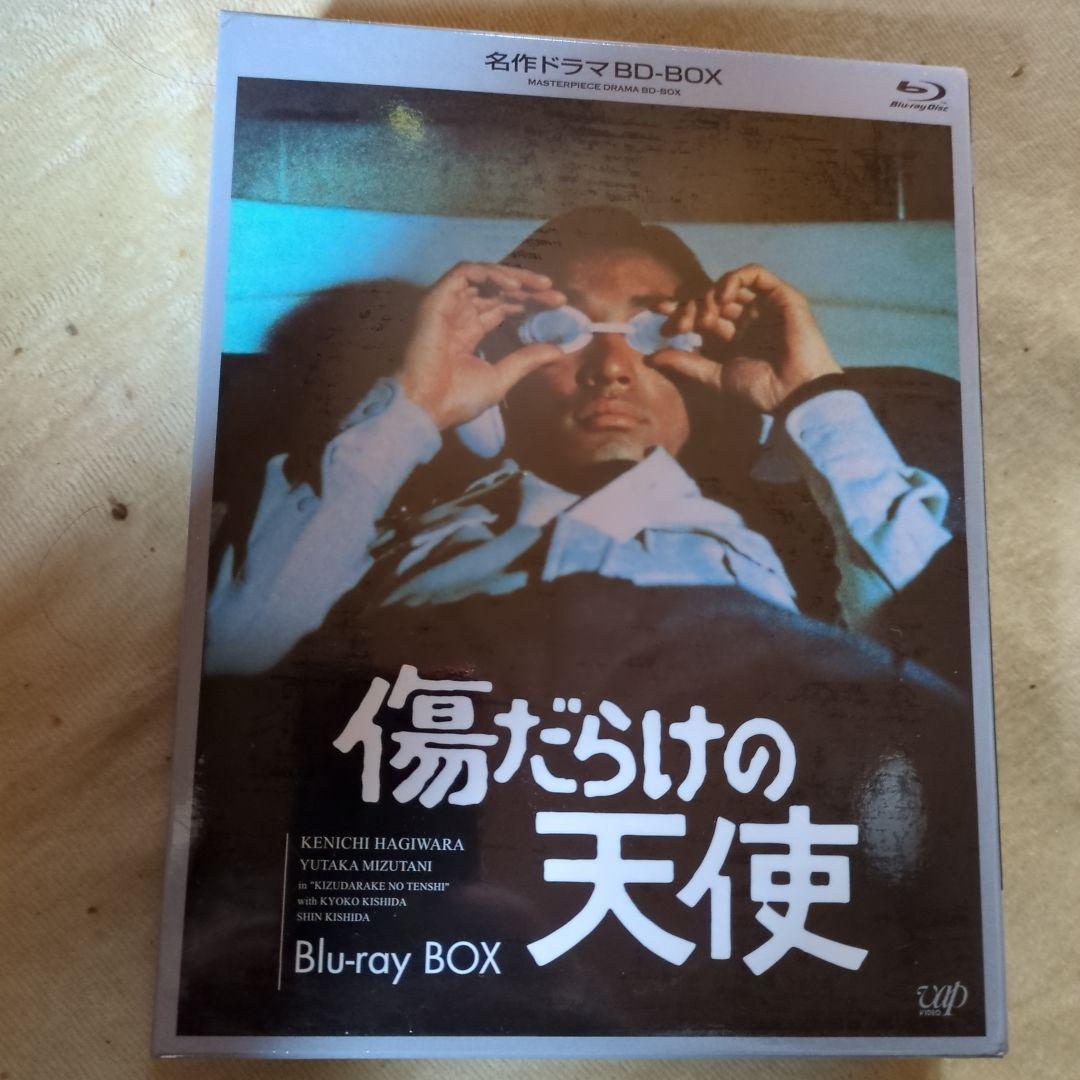 名作ドラマBD-BOX
MASTERPIECE DRAMA BD-BOX
Blu-ray Disc
傷だらけの
天使
KENICHI HAGIWARA
YUTAKA MIZUTANI
in "KIZUDARAKE NO TENSHI"
with KYOKO KISHIDA
SHIN KISHIDA
Blu-ray BOX
vap
VIDEO